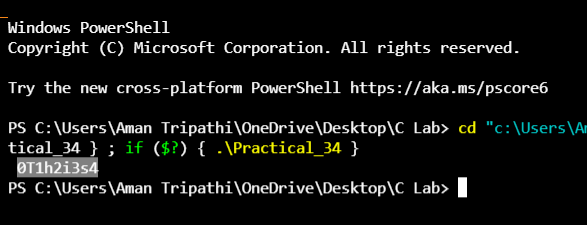 Windows PowerShell
Copyright (C) Microsoft Corporation. All rights reserved.
Try the new cross-platform PowerShell https://aka.ms/pscore6
PS C:\Users\Aman Tripathi\OneDrive\Desktop\C Lab> cd "c:\Users\Am
tical_34 } ; if ($?) { .\Practical_34 }
0T1h2i3s4
PS C:\Users\Aman Tripathi\OneDrive\Desktop\C Lab>